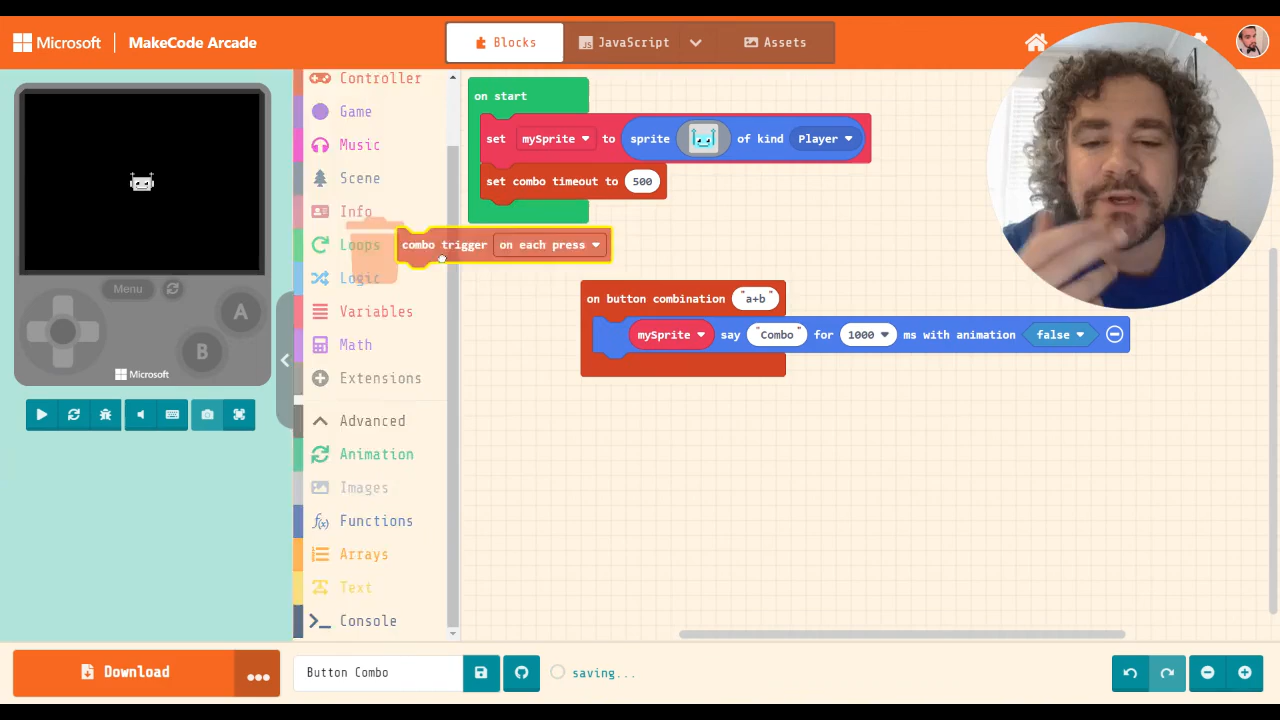 Microsoft | MakeCode Arcade
Blocks
JavaScript
Assets
Controller
Game
Music
Scene
Info
Loops
Logic
Variables
Math
Extensions
Advanced
Animation
Images
Functions
Arrays
Text
Console
on start
set mySprite to sprite of kind Player
set combo timeout to 500
combo trigger on each press
on button combination "a+b"
mySprite say "Combo" for 1000 ms with animation false
Menu
A
B
Microsoft
Download
Button Combo
saving...